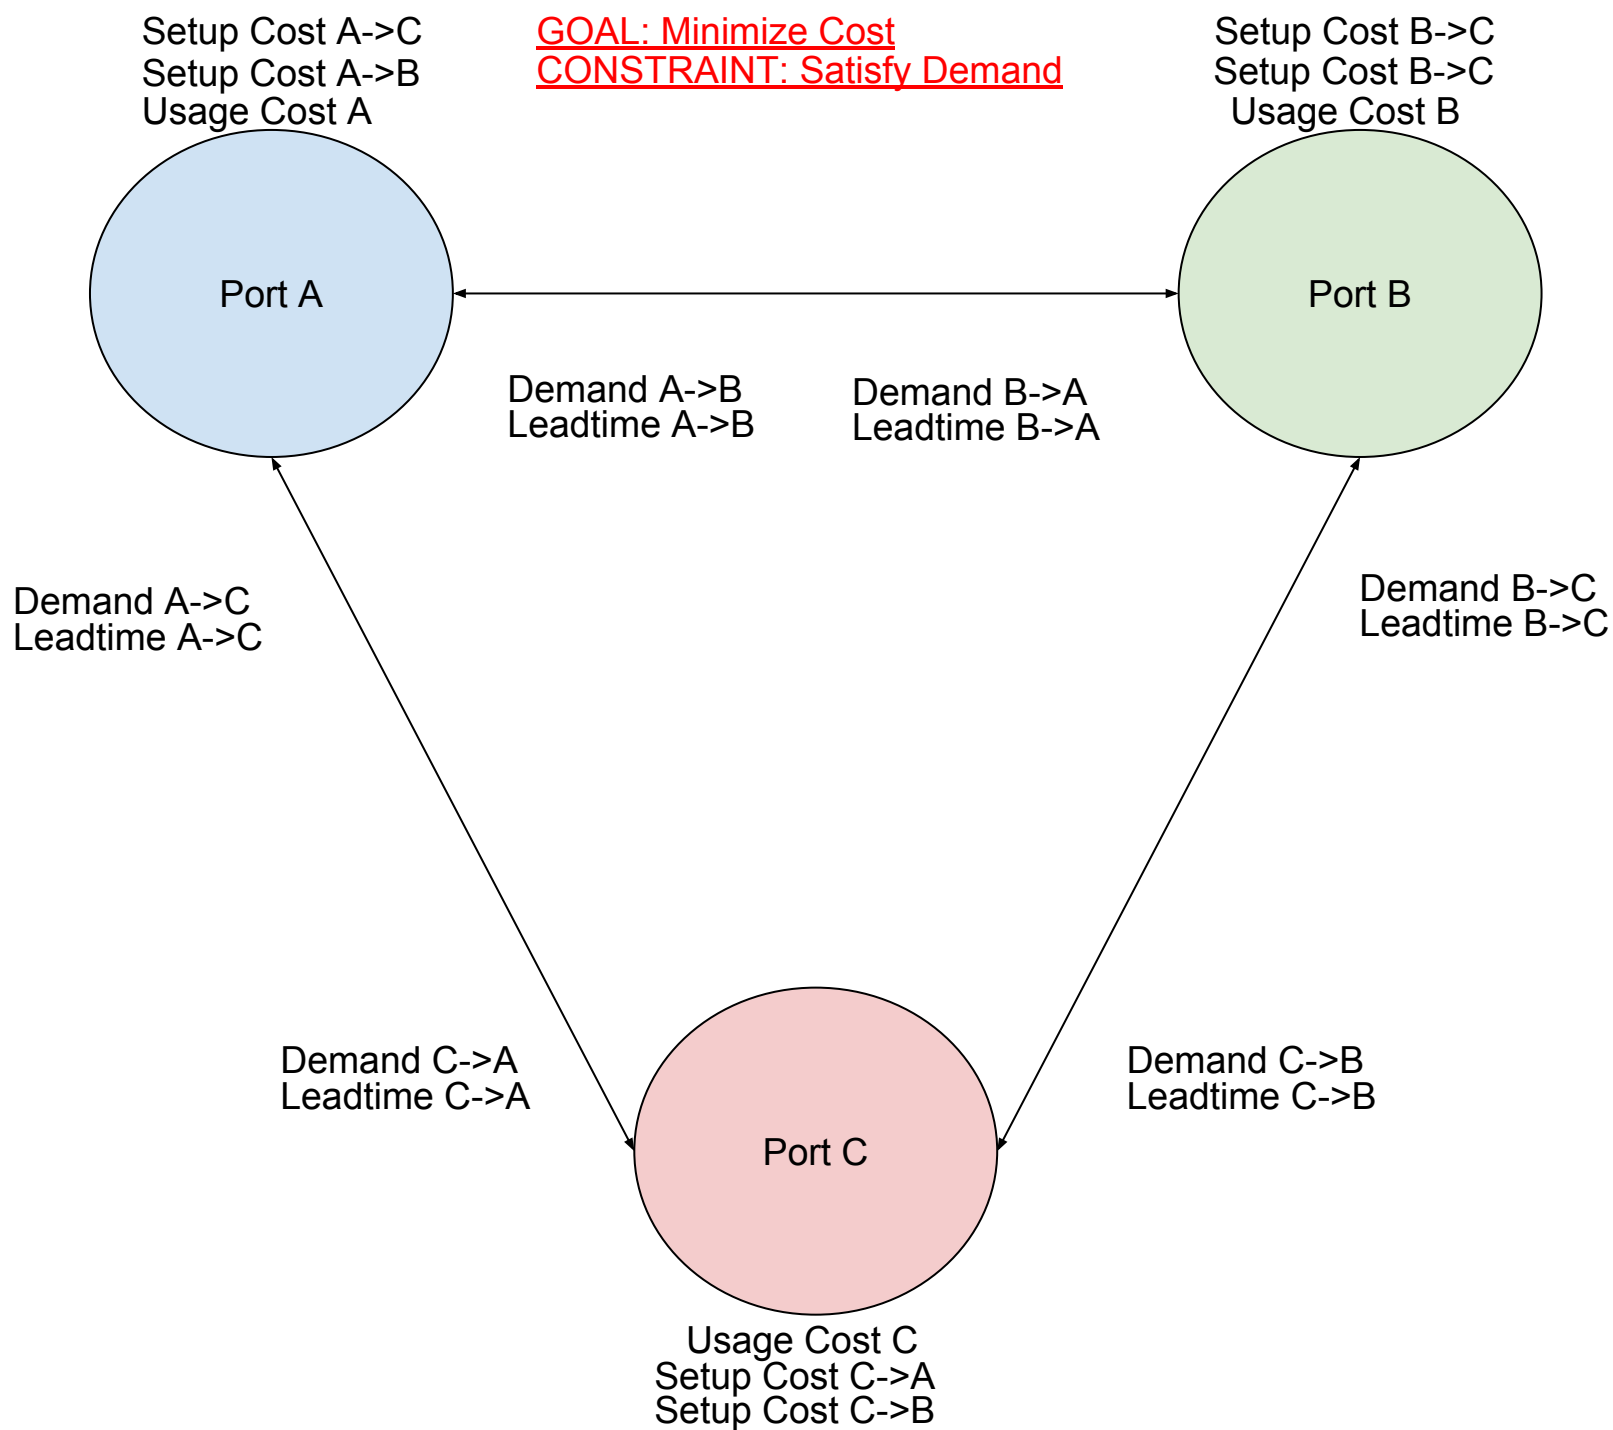 Setup Cost A->C
Setup Cost A->B
Usage Cost A
GOAL: Minimize Cost
CONSTRAINT: Satisfy Demand
Setup Cost B->C
Setup Cost B->C
Usage Cost B
Port A
Port B
Demand A->B
Leadtime A->B
Demand B->A
Leadtime B->A
Demand A->C
Leadtime A->C
Demand B->C
Leadtime B->C
Demand C->A
Leadtime C->A
Demand C->B
Leadtime C->B
Port C
Usage Cost C
Setup Cost C->A
Setup Cost C->B